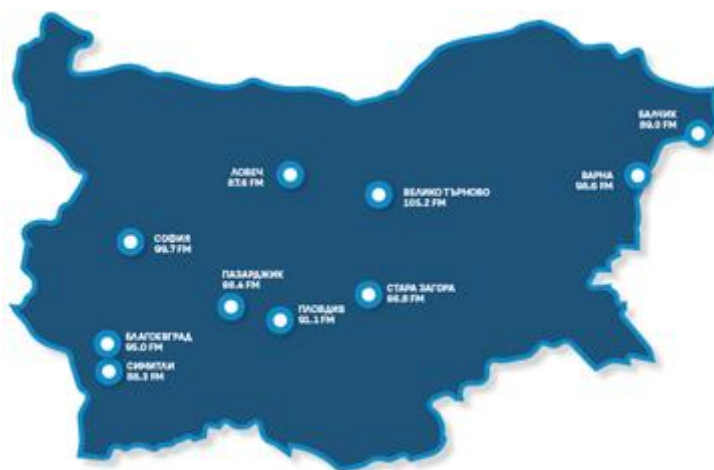 БАЛЧИК
89.0 FM
ЛОВЕЧ
87.6 FM
ВАРНА
98.6 FM
ВЕЛИКО ТЪРНОВО
105.2 FM
СОФИЯ
99.7 FM
ПАЗАРДЖИК
98.4 FM
СТАРА ЗАГОРА
96.8 FM
ПЛОВДИВ
91.1 FM
БЛАГОЕВГРАД
95.0 FM
СИМИТЛИ
88.3 FM